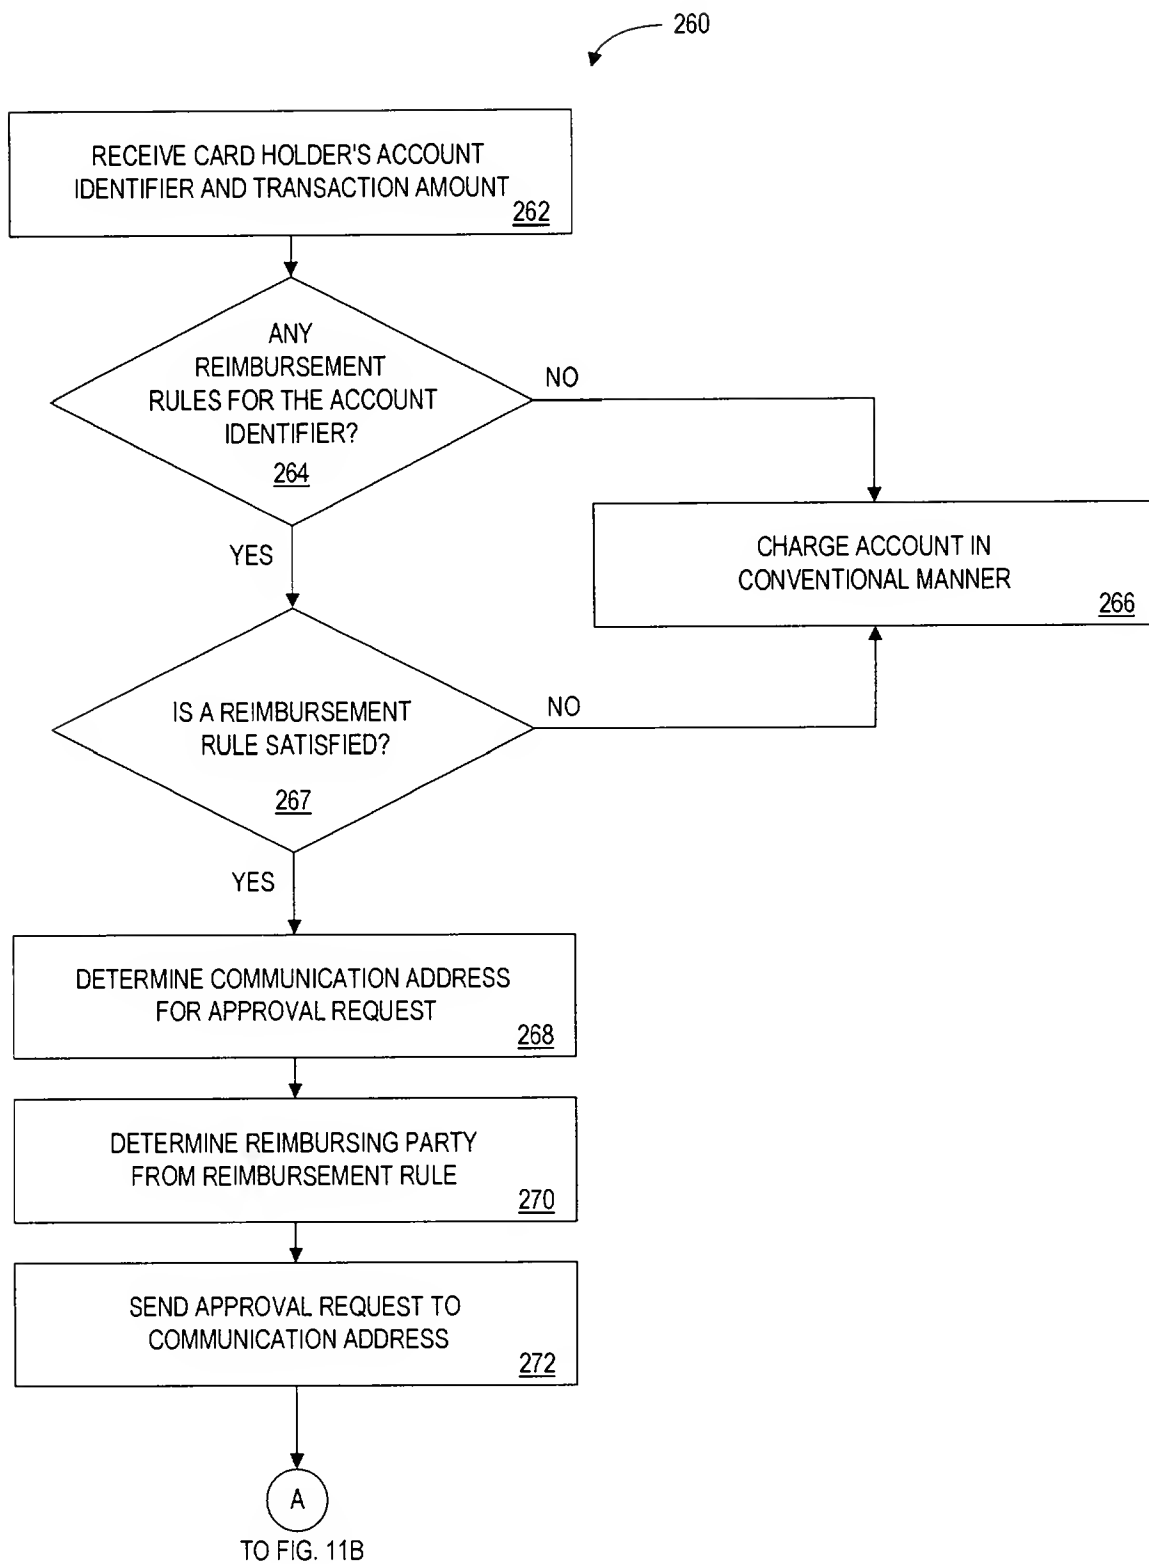 260
RECEIVE CARD HOLDER'S ACCOUNT
IDENTIFIER AND TRANSACTION AMOUNT
262
ANY
REIMBURSEMENT
RULES FOR THE ACCOUNT
IDENTIFIER?
264
NO
YES
CHARGE ACCOUNT IN
CONVENTIONAL MANNER
266
IS A REIMBURSEMENT
RULE SATISFIED?
267
NO
YES
DETERMINE COMMUNICATION ADDRESS
FOR APPROVAL REQUEST
268
DETERMINE REIMBURSING PARTY
FROM REIMBURSEMENT RULE
270
SEND APPROVAL REQUEST TO
COMMUNICATION ADDRESS
272
A
TO FIG. 11B